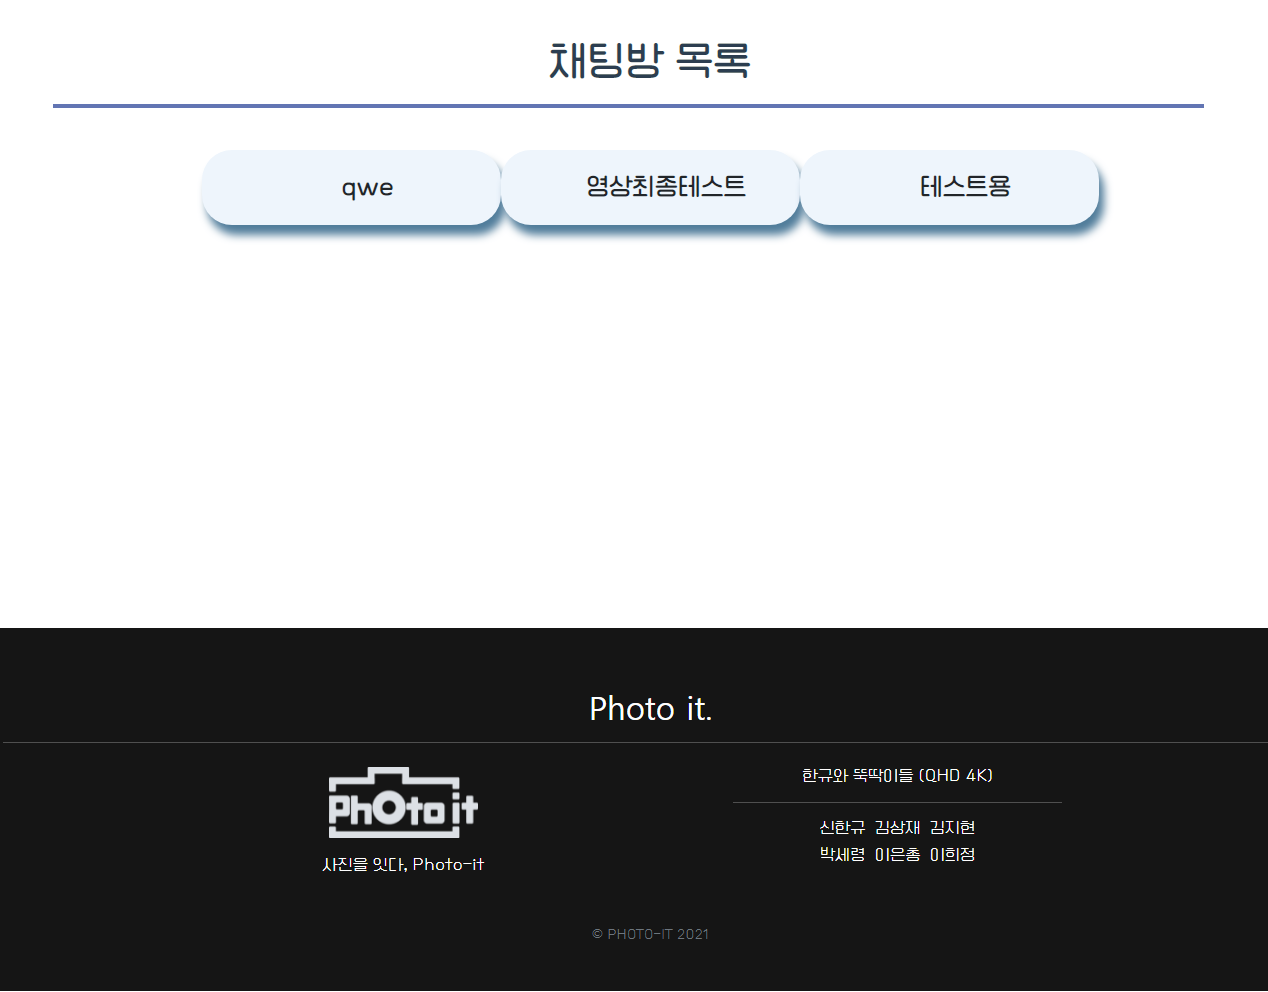 채팅방 목록
qwe
영상최종테스트
테스트용
Photo it.
PhOto it
사진을 잇다, Photo-it
한규와 뚝딱이들 (QHD 4K)
신한규 김상재 김지현
박세령 이은총 이희정
© PHOTO-IT 2021